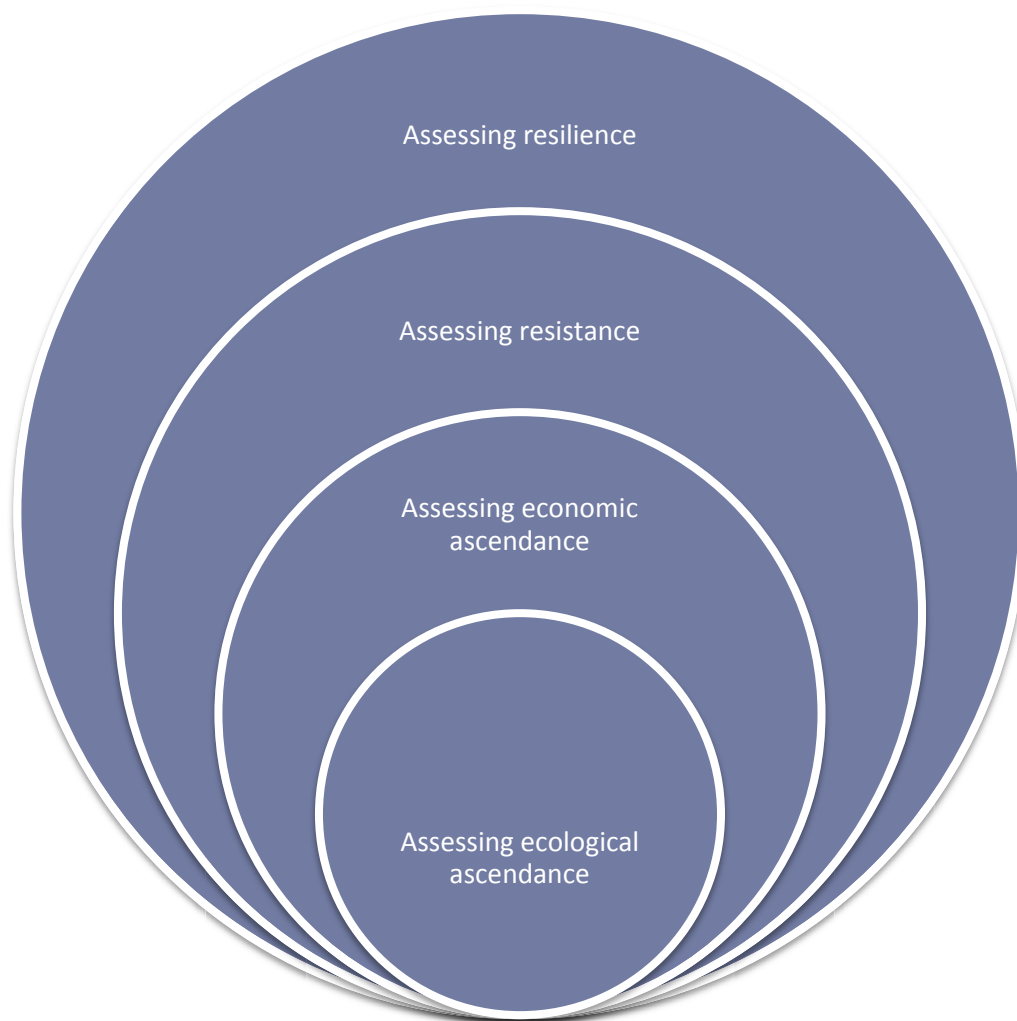 Assessing resilience
Assessing resistance
Assessing economic
ascendance
Assessing ecological
ascendance